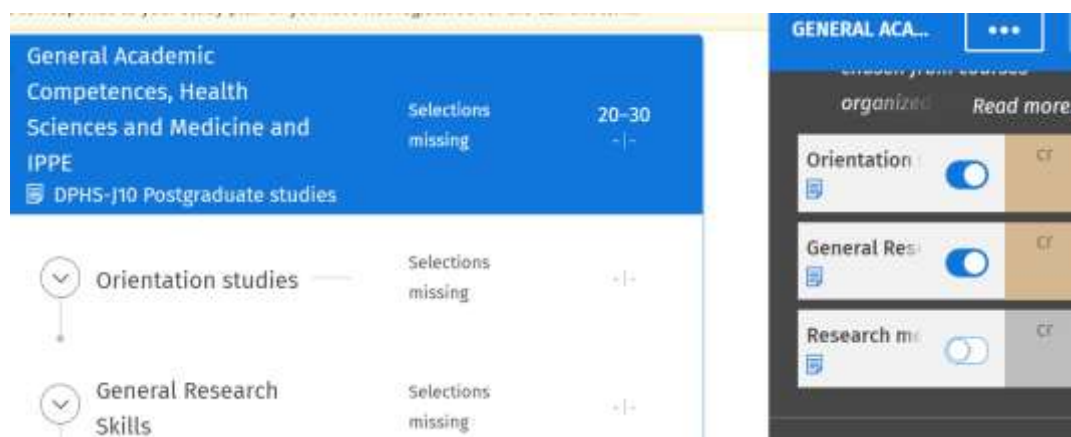 General Academic
Competences, Health
Sciences and Medicine and
IPPE
DPHS-J10 Postgraduate studies
Selections
missing
20–30
- | -
Orientation studies
Selections
missing
- | -
General Research
Skills
Selections
missing
- | -
GENERAL ACA...
organized Read more
Orientation
cr
General Res
cr
Research m
cr